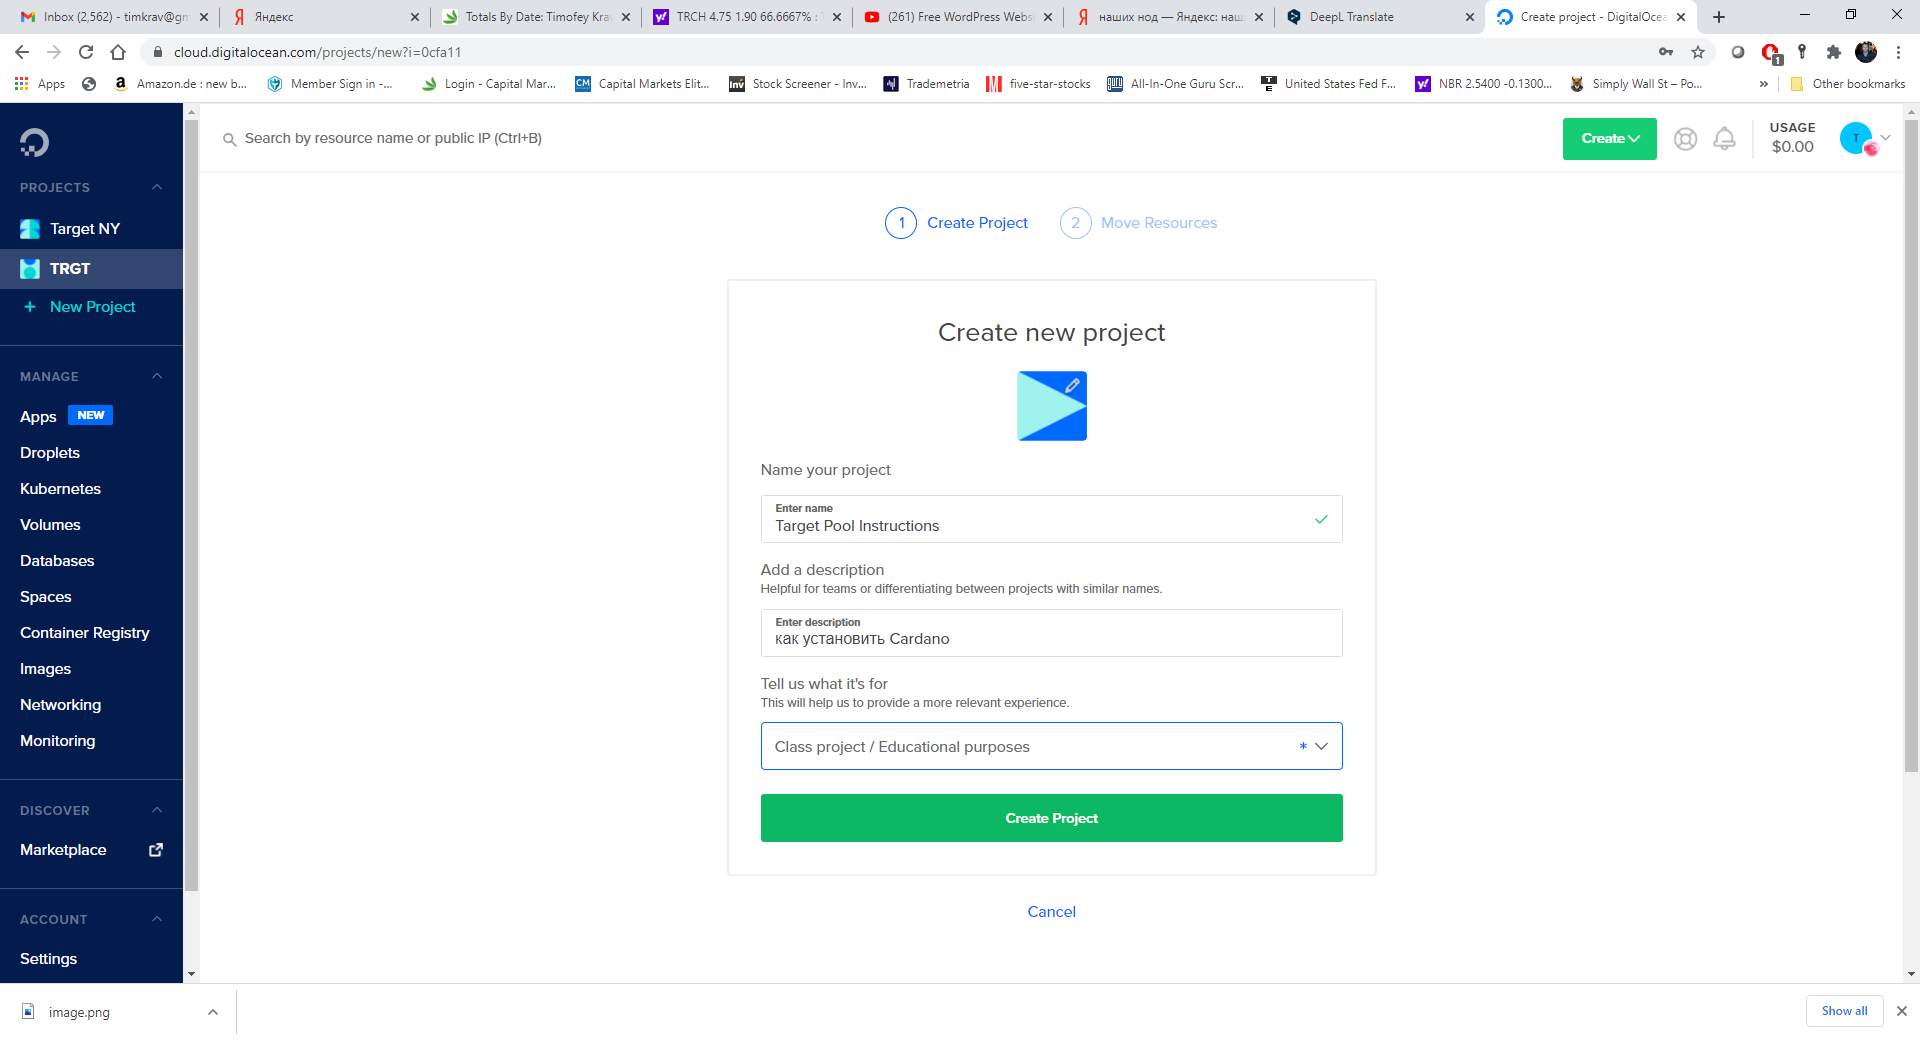 Inbox (2,562) - timkrav@gm
Яндекс
Totals By Date: Timofey Kra
TRCH 4.75 1.90 66.6667% :
(261) Free WordPress Webs
наших нод — Яндекс: наш
DeepL Translate
Create project - DigitalOcea
cloud.digitalocean.com/projects/new?i=0cfa11
1
Apps
Amazon.de : new b...
Member Sign in -...
Login - Capital Mar...
CM
Capital Markets Elit...
Inv
Stock Screener - Inv...
Trademetria
five-star-stocks
All-In-One Guru Scr...
United States Fed F...
NBR 2.5400 -0.1300...
Simply Wall St – Po...
»
Other bookmarks
Search by resource name or public IP (Ctrl+B)
Create
USAGE
$0.00
T
PROJECTS
Target NY
TRGT
+ New Project
MANAGE
Apps NEW
Droplets
Kubernetes
Volumes
Databases
Spaces
Container Registry
Images
Networking
Monitoring
DISCOVER
Marketplace
ACCOUNT
Settings
1 Create Project
2 Move Resources
Create new project
Name your project
Enter name
Target Pool Instructions
Add a description
Helpful for teams or differentiating between projects with similar names.
Enter description
как установить Cardano
Tell us what it's for
This will help us to provide a more relevant experience.
Class project / Educational purposes *
Create Project
Cancel
image.png
Show all